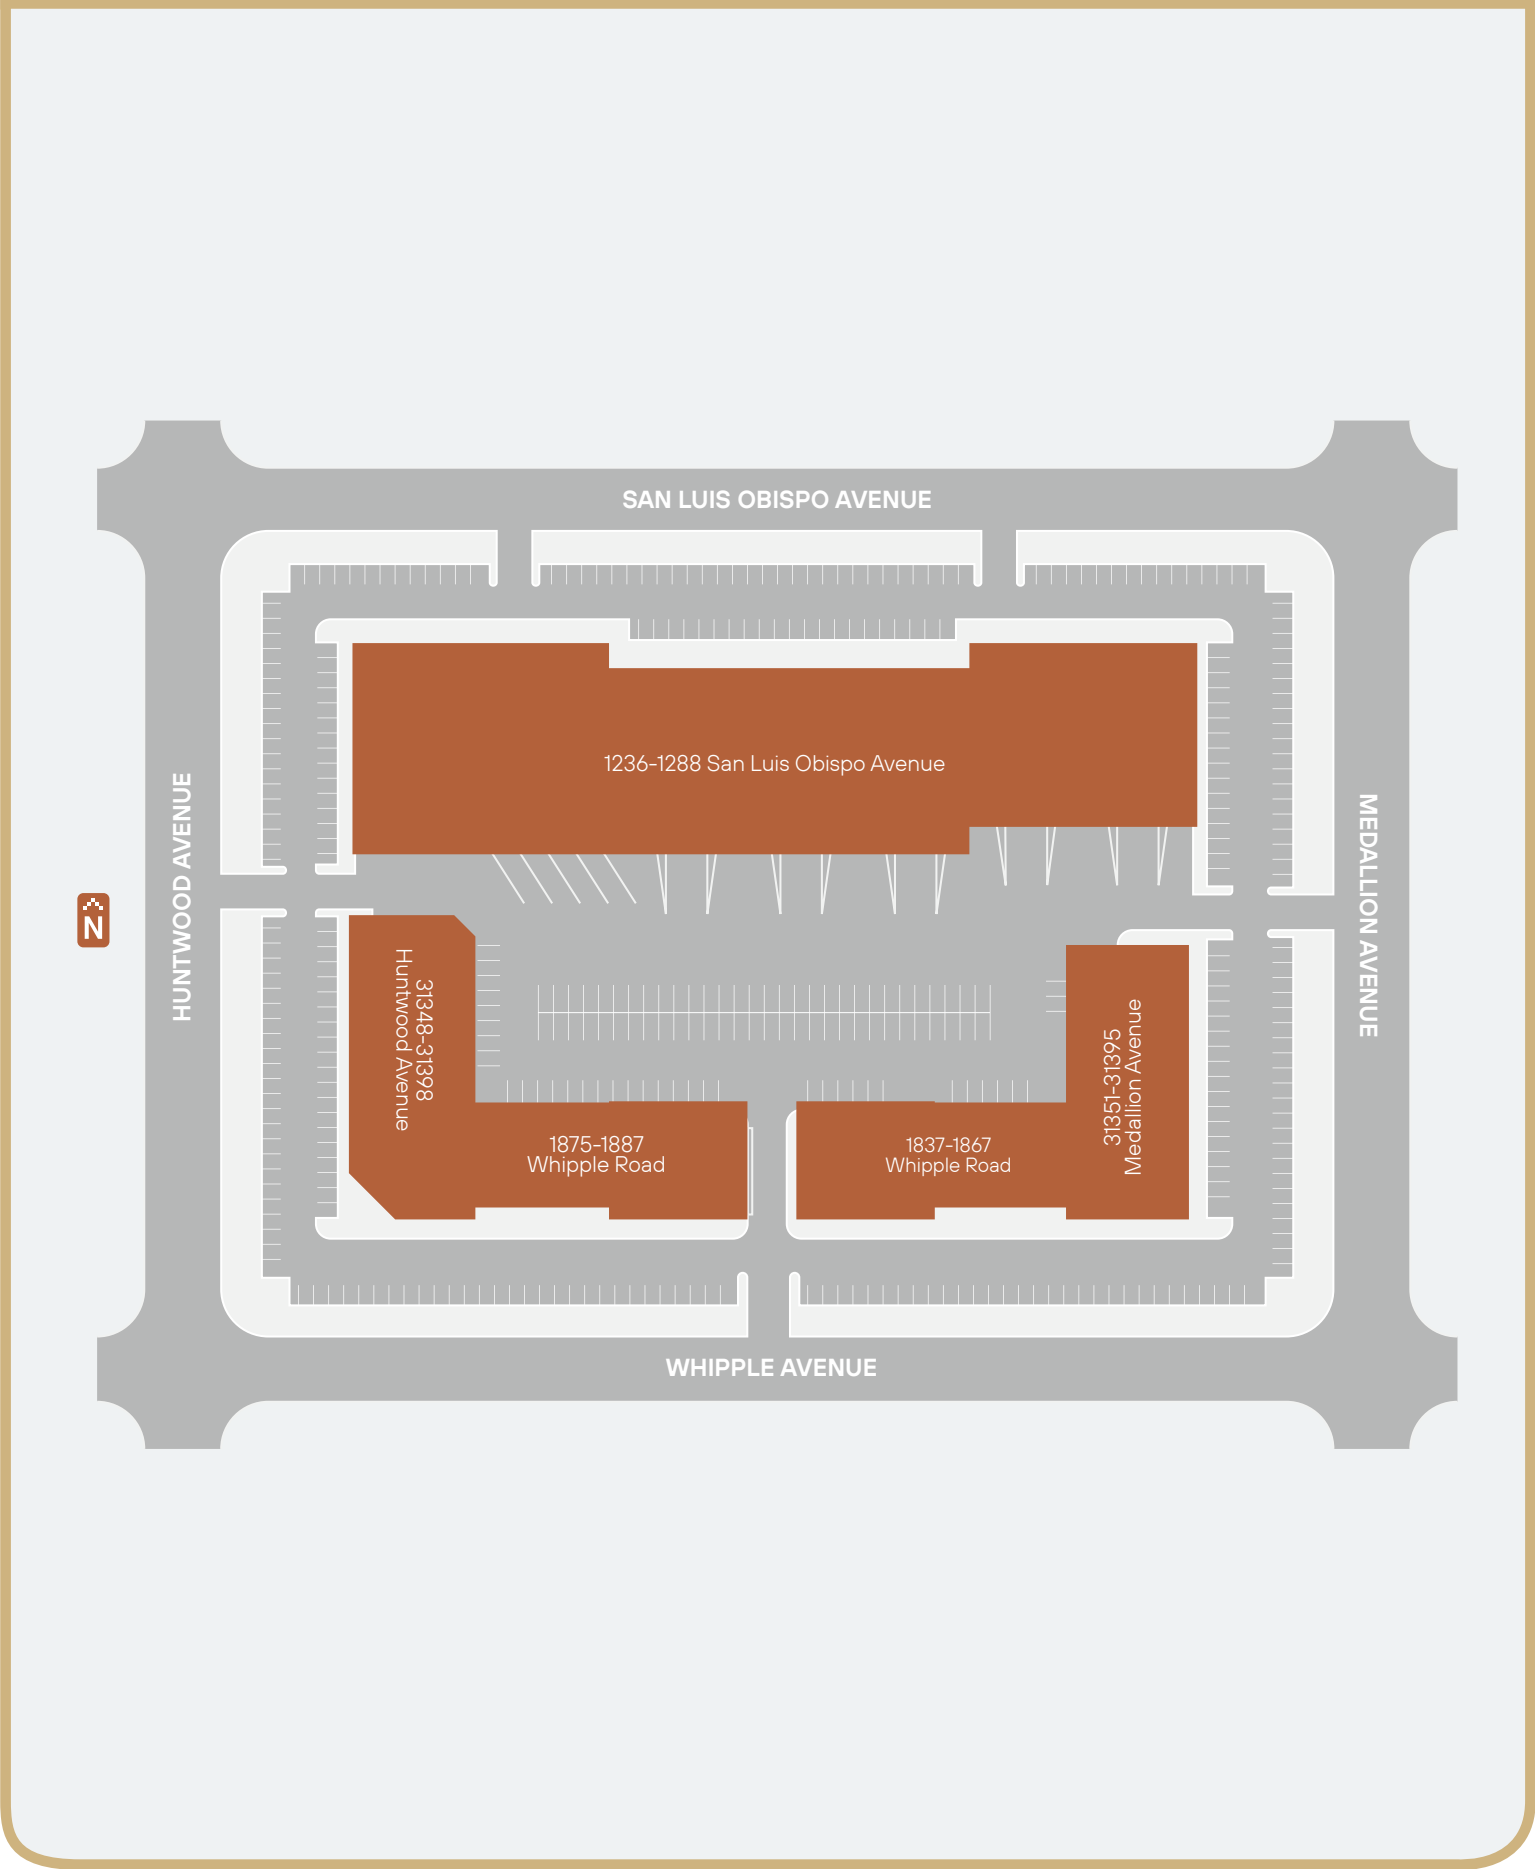 SAN LUIS OBISPO AVENUE
1236-1288 San Luis Obispo Avenue
HUNTWOOD AVENUE
MEDALLION AVENUE
N
31348-31398
Huntwood Avenue
31351-31395
Medallion Avenue
1875-1887
Whipple Road
1837-1867
Whipple Road
WHIPPLE AVENUE